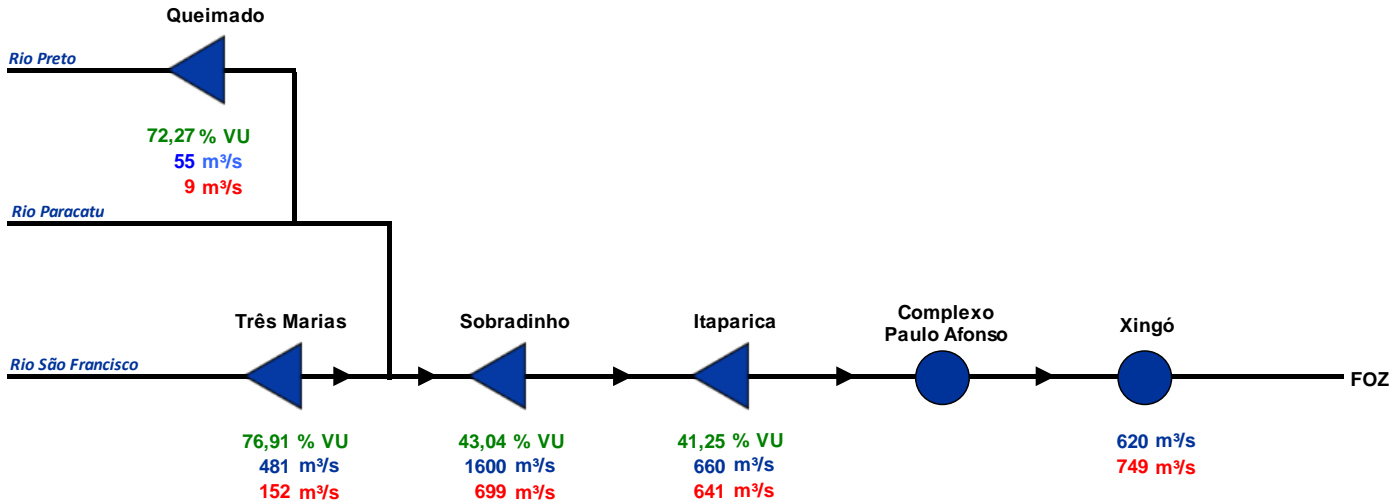 Queimado
Rio Preto
72,27 % VU
55 m³/s
9 m³/s
Rio Paracatu
Três Marias
Sobradinho
Itaparica
Complexo
Paulo Afonso
Xingó
Rio São Francisco
FOZ
76,91 % VU
481 m³/s
152 m³/s
43,04 % VU
1600 m³/s
699 m³/s
41,25 % VU
660 m³/s
641 m³/s
620 m³/s
749 m³/s